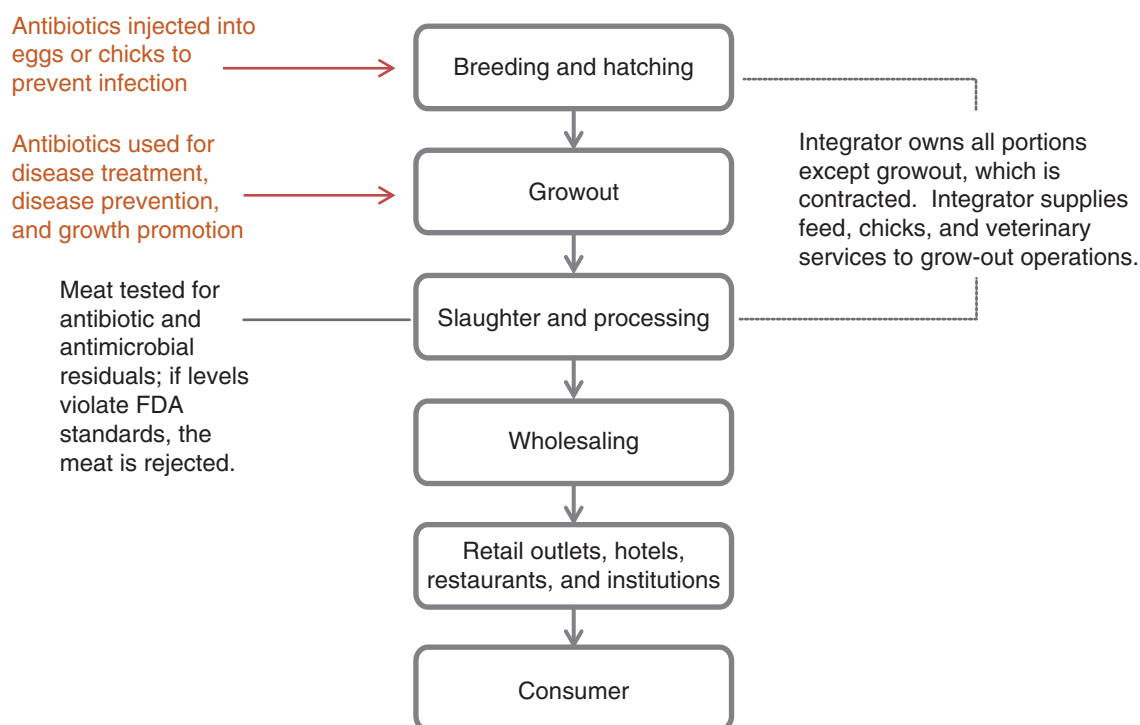 Antibiotics injected into
eggs or chicks to
prevent infection
Breeding and hatching
Antibiotics used for
disease treatment,
disease prevention,
and growth promotion
Growout
Integrator owns all portions
except growout, which is
contracted.  Integrator supplies
feed, chicks, and veterinary
services to grow-out operations.
Meat tested for
antibiotic and
antimicrobial
residuals; if levels
violate FDA
standards, the
meat is rejected.
Slaughter and processing
Wholesaling
Retail outlets, hotels,
restaurants, and institutions
Consumer